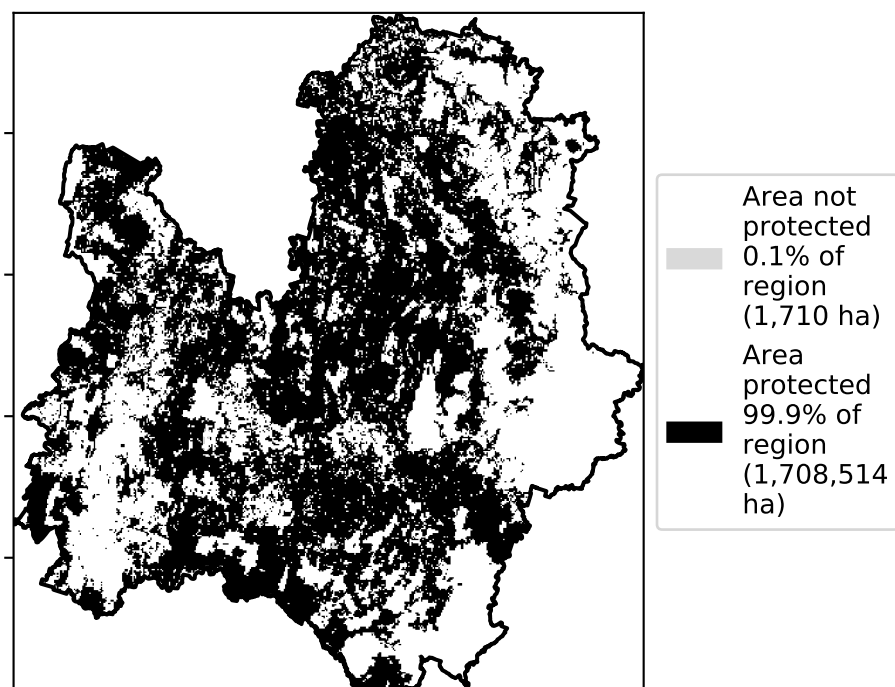 Area not
protected
0.1% of
region
(1,710 ha)
Area
protected
99.9% of
region
(1,708,514
ha)